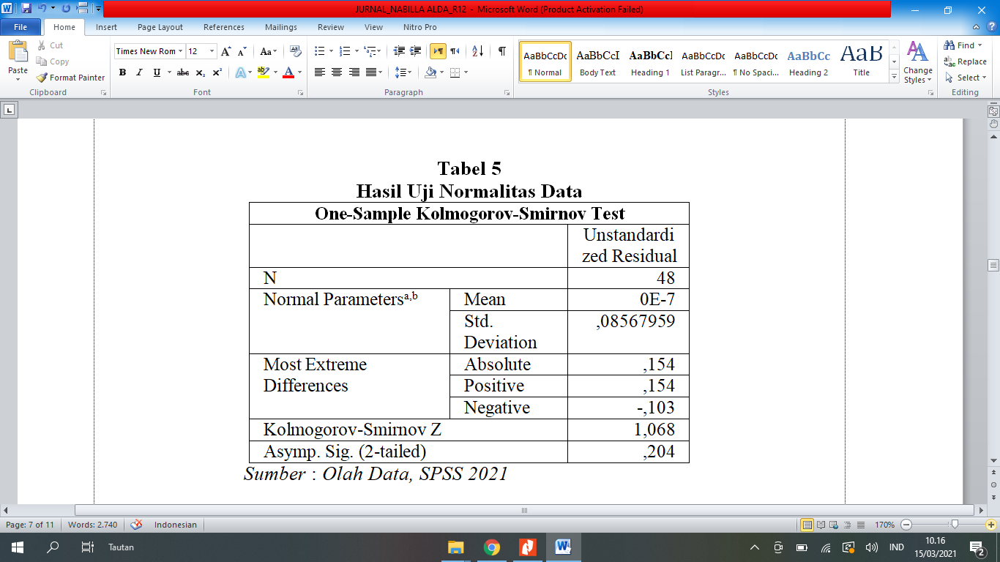 JURNAL_NABILLA ALDA_R12 - Microsoft Word (Product Activation Failed)
File Home Insert Page Layout References Mailings Review View Nitro Pro
Paste
Cut
Copy
Format Painter
Clipboard
Times New Rom 12
Font
Paragraph
AaBbCcDc AaBbCcI AaBbCcI AaBbCcDc AaBbCcDc AaBbCc AaB
¶ Normal Body Text Heading 1 List Paragr... ¶ No Spaci... Heading 2 Title
Change
Styles
Styles
Find
Replace
Select
Editing
Tabel 5
Hasil Uji Normalitas Data
One-Sample Kolmogorov-Smirnov Test
Unstandardi
zed Residual
N 48
Normal Parametersa,b Mean 0E-7
Std.
Deviation ,08567959
Most Extreme
Differences Absolute ,154
Positive ,154
Negative -,103
Kolmogorov-Smirnov Z 1,068
Asymp. Sig. (2-tailed) ,204
Sumber : Olah Data, SPSS 2021
Page: 7 of 11 Words: 2.740 Indonesian 170%
Tautan IND
10.16
15/03/2021
2